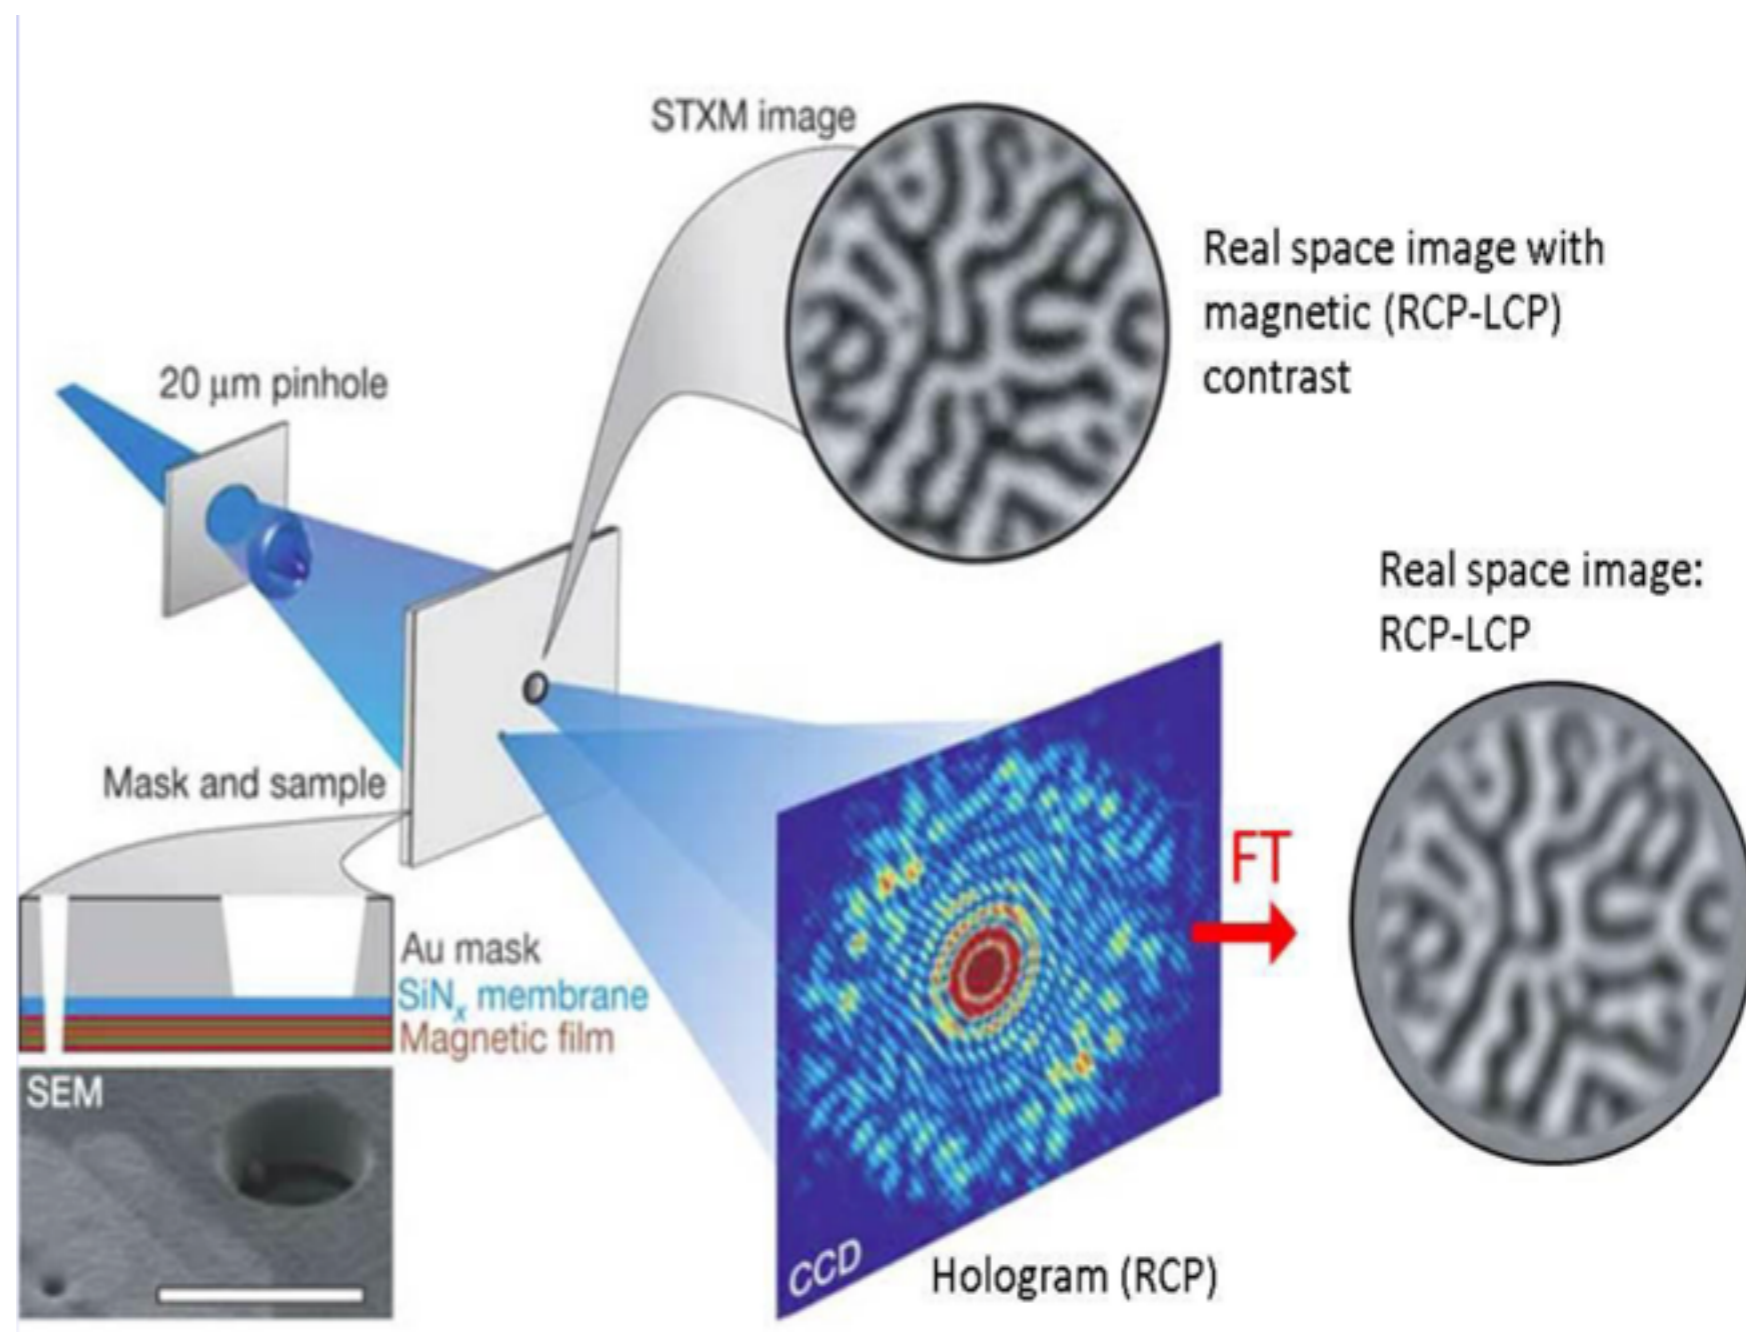 STXM image
Real space image with
magnetic (RCP-LCP)
contrast
20 μm pinhole
Real space image:
RCP-LCP
Mask and sample
FT
Au mask
SiNx membrane
Magnetic film
SEM
CCD
Hologram (RCP)